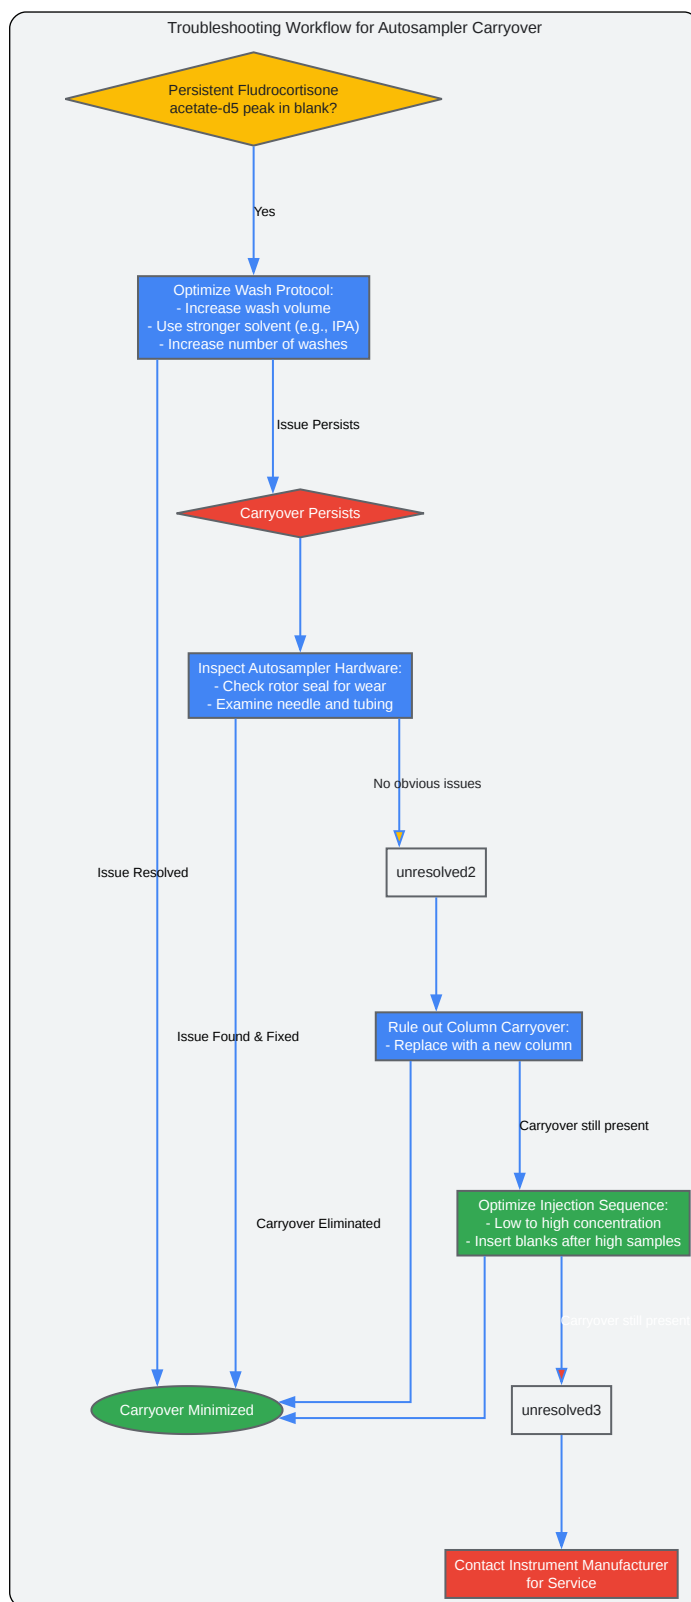 Troubleshooting Workflow for Autosampler Carryover
Persistent Fludrocortisone
acetate-d5 peak in blank?
Yes
Optimize Wash Protocol:
- Increase wash volume
- Use stronger solvent (e.g., IPA)
- Increase number of washes
Issue Persists
Carryover Persists
Inspect Autosampler Hardware:
- Check rotor seal for wear
- Examine needle and tubing
No obvious issues
unresolved2
Issue Resolved
Rule out Column Carryover:
- Replace with a new column
Issue Found & Fixed
Carryover still present
Optimize Injection Sequence:
- Low to high concentration
- Insert blanks after high samples
Carryover Eliminated
Carryover still present
Carryover Minimized
unresolved3
Contact Instrument Manufacturer
for Service